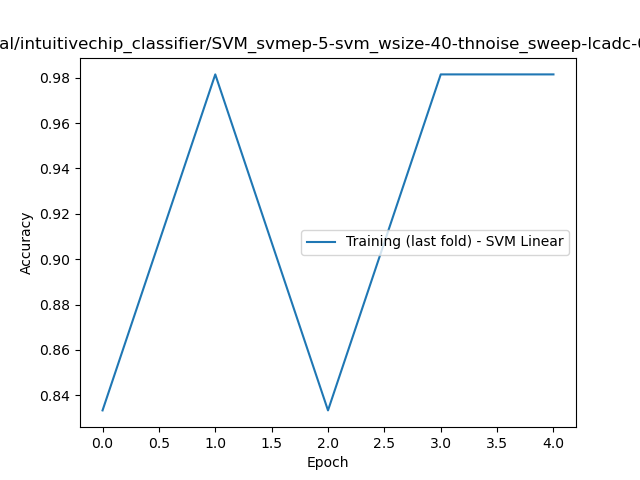 al/intuitivechip_classifier/SVM_svmep-5-svm_wsize-40-thnoise_sweep-lcadc-
0.98
0.96
0.94
0.92
0.90
0.88
0.86
0.84
Accuracy
Training (last fold) - SVM Linear
0.0 0.5 1.0 1.5 2.0 2.5 3.0 3.5 4.0
Epoch